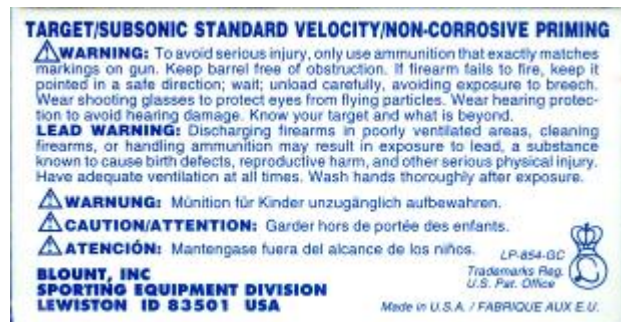 TARGET/SUBSONIC STANDARD VELOCITY/NON-CORROSIVE PRIMING
WARNING: To avoid serious injury, only use ammunition that exactly matches
markings on gun. Keep barrel free of obstruction. If firearm fails to fire, keep it
pointed in a safe direction; wait; unload carefully, avoiding exposure to breech.
Wear shooting glasses to protect eyes from flying particles. Wear hearing protec-
tion to avoid hearing damage. Know your target and what is beyond.
LEAD WARNING: Discharging firearms in poorly ventilated areas, cleaning
firearms, or handling ammunition may result in exposure to lead, a substance
known to cause birth defects, reproductive harm, and other serious physical injury.
Have adequate ventilation at all times. Wash hands thoroughly after exposure.
WARNUNG: Münition für Kinder unzugänglich aufbewahren.
CAUTION/ATTENTION: Garder hors de portée des enfants.
ATENCIÓN: Mantengase fuera del alcance de los niños.
LP-854-GC
BLOUNT, INC
SPORTING EQUIPMENT DIVISION
LEWISTON ID 83501 USA
Trademarks Reg.
U.S. Pat. Office
Made in U.S.A. / FABRIQUE AUX E.U.